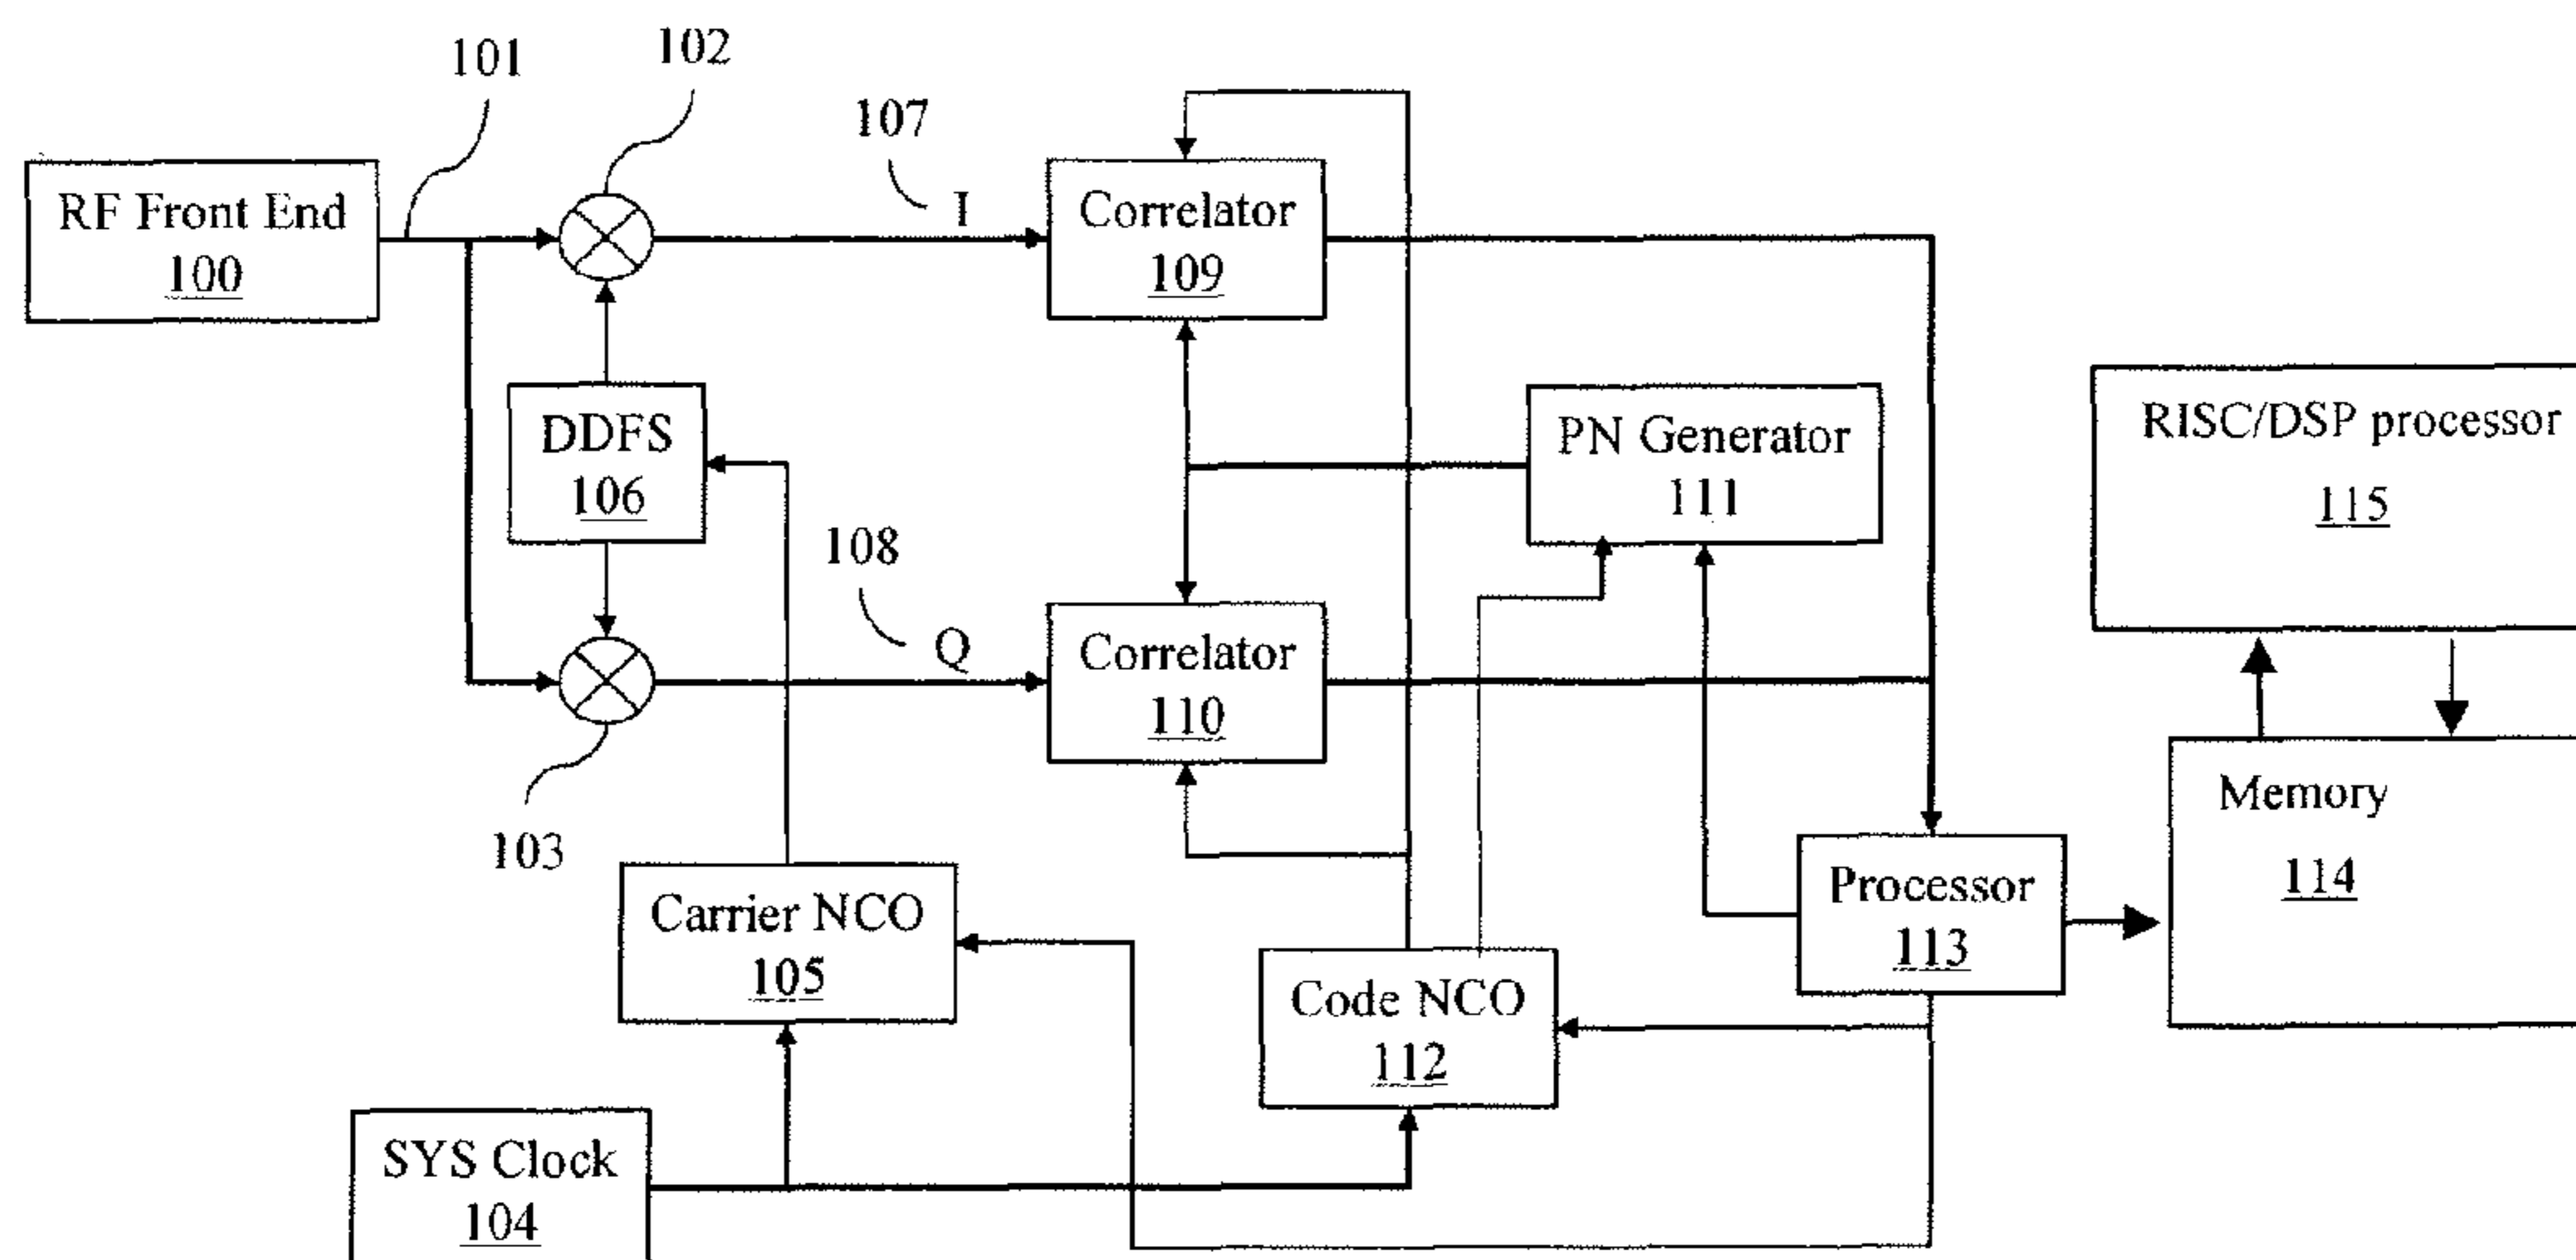 101
102
107
I
RF Front End
100
Correlator
109
DDFS
106
PN Generator
111
RISC/DSP processor
115
108
Q
Correlator
110
103
Memory
114
Carrier NCO
105
Processor
113
Code NCO
112
SYS Clock
104